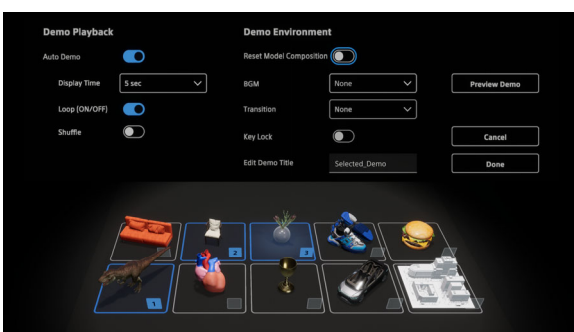 Demo Playback
Auto Demo
Display Time
5 sec
Loop (ON/OFF)
Shuffle
Demo Environment
Reset Model Composition
BGM
None
Transition
None
Key Lock
Edit Demo Title
Selected_Demo
Preview Demo
Cancel
Done
2
3
1